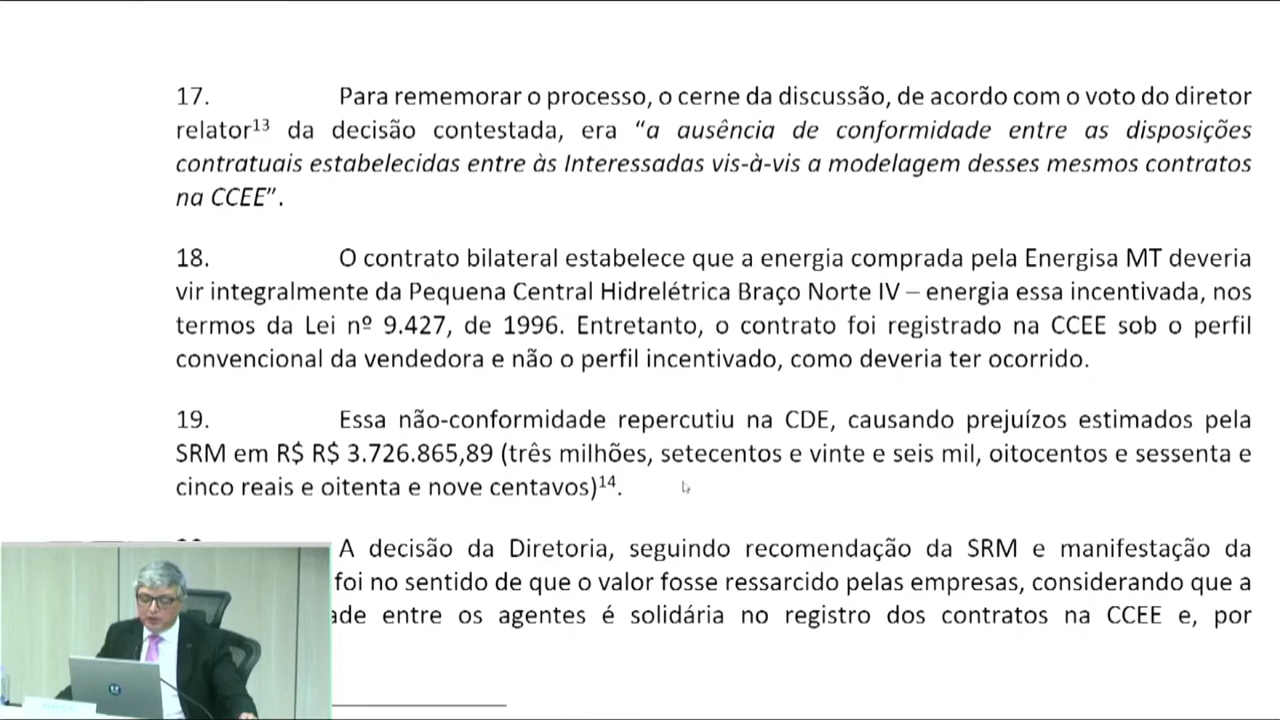 17. Para rememorar o processo, o cerne da discussão, de acordo com o voto do diretor
relator¹³ da decisão contestada, era “a ausência de conformidade entre as disposições
contratuais estabelecidas entre às Interessadas vis-à-vis a modelagem desses mesmos contratos
na CCEE”.
18. O contrato bilateral estabelece que a energia comprada pela Energisa MT deveria
vir integralmente da Pequena Central Hidrelétrica Braço Norte IV – energia essa incentivada, nos
termos da Lei nº 9.427, de 1996. Entretanto, o contrato foi registrado na CCEE sob o perfil
convencional da vendedora e não o perfil incentivado, como deveria ter ocorrido.
19. Essa não-conformidade repercutiu na CDE, causando prejuízos estimados pela
SRM em R$ R$ 3.726.865,89 (três milhões, setecentos e vinte e seis mil, oitocentos e sessenta e
cinco reais e oitenta e nove centavos)¹⁴.
A decisão da Diretoria, seguindo recomendação da SRM e manifestação da
foi no sentido de que o valor fosse ressarcido pelas empresas, considerando que a
ade entre os agentes é solidária no registro dos contratos na CCEE e, por